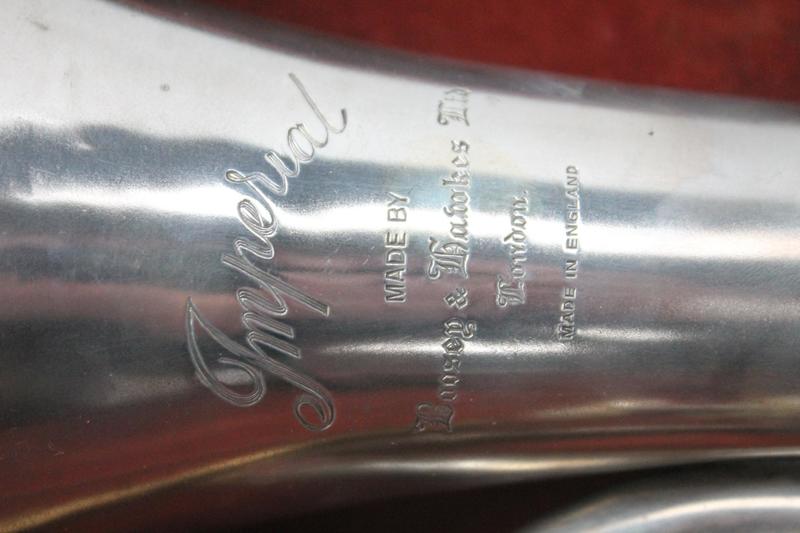 Imperial
MADE BY
Boosey & Hawkes Ltd
London.
MADE IN ENGLAND